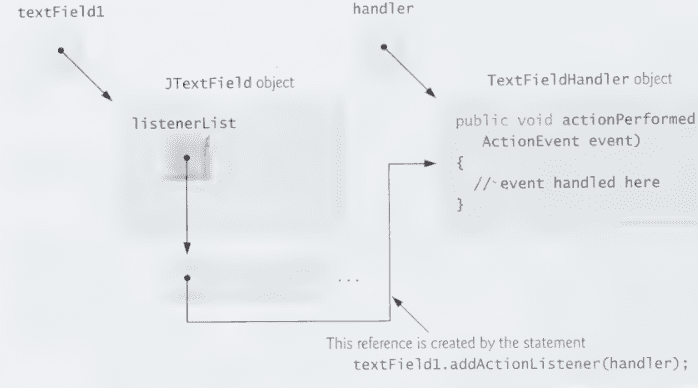 textField1
handler
JTextField object
TextFieldHandler object
listenerList
public void actionPerformed
ActionEvent event)
{
// event handled here
}
...
This reference is created by the statement
textField1.addActionListener(handler);